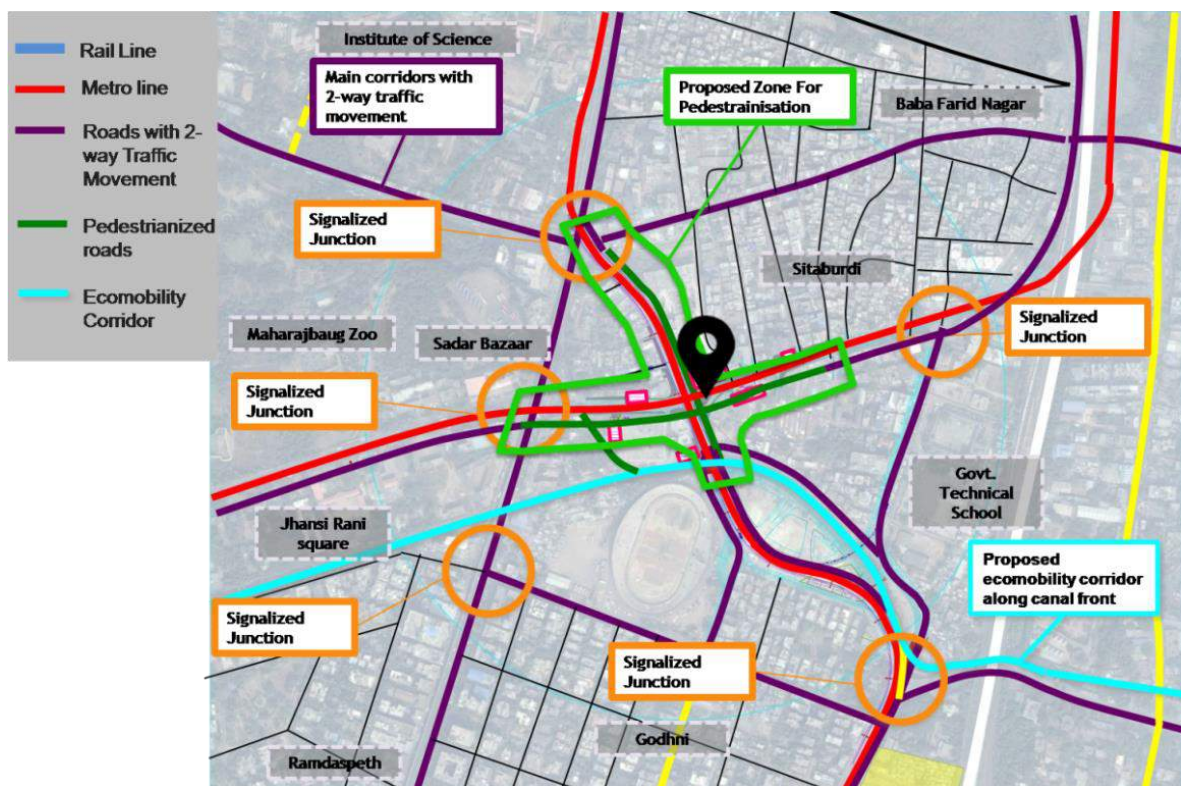 Rail Line
Metro line
Roads with 2-
way Traffic
Movement
Pedestrianized
roads
Ecomobility
Corridor
Institute of Science
Main corridors with
2-way traffic
movement
Proposed Zone For
Pedestrainisation
Baba Farid Nagar
Signalized
Junction
Sitaburdi
Maharajbaug Zoo
Sadar Bazaar
Signalized
Junction
Signalized
Junction
Govt.
Technical
School
Jhansi Rani
square
Proposed
ecomobility corridor
along canal front
Signalized
Junction
Signalized
Junction
Godhni
Ramdaspeth